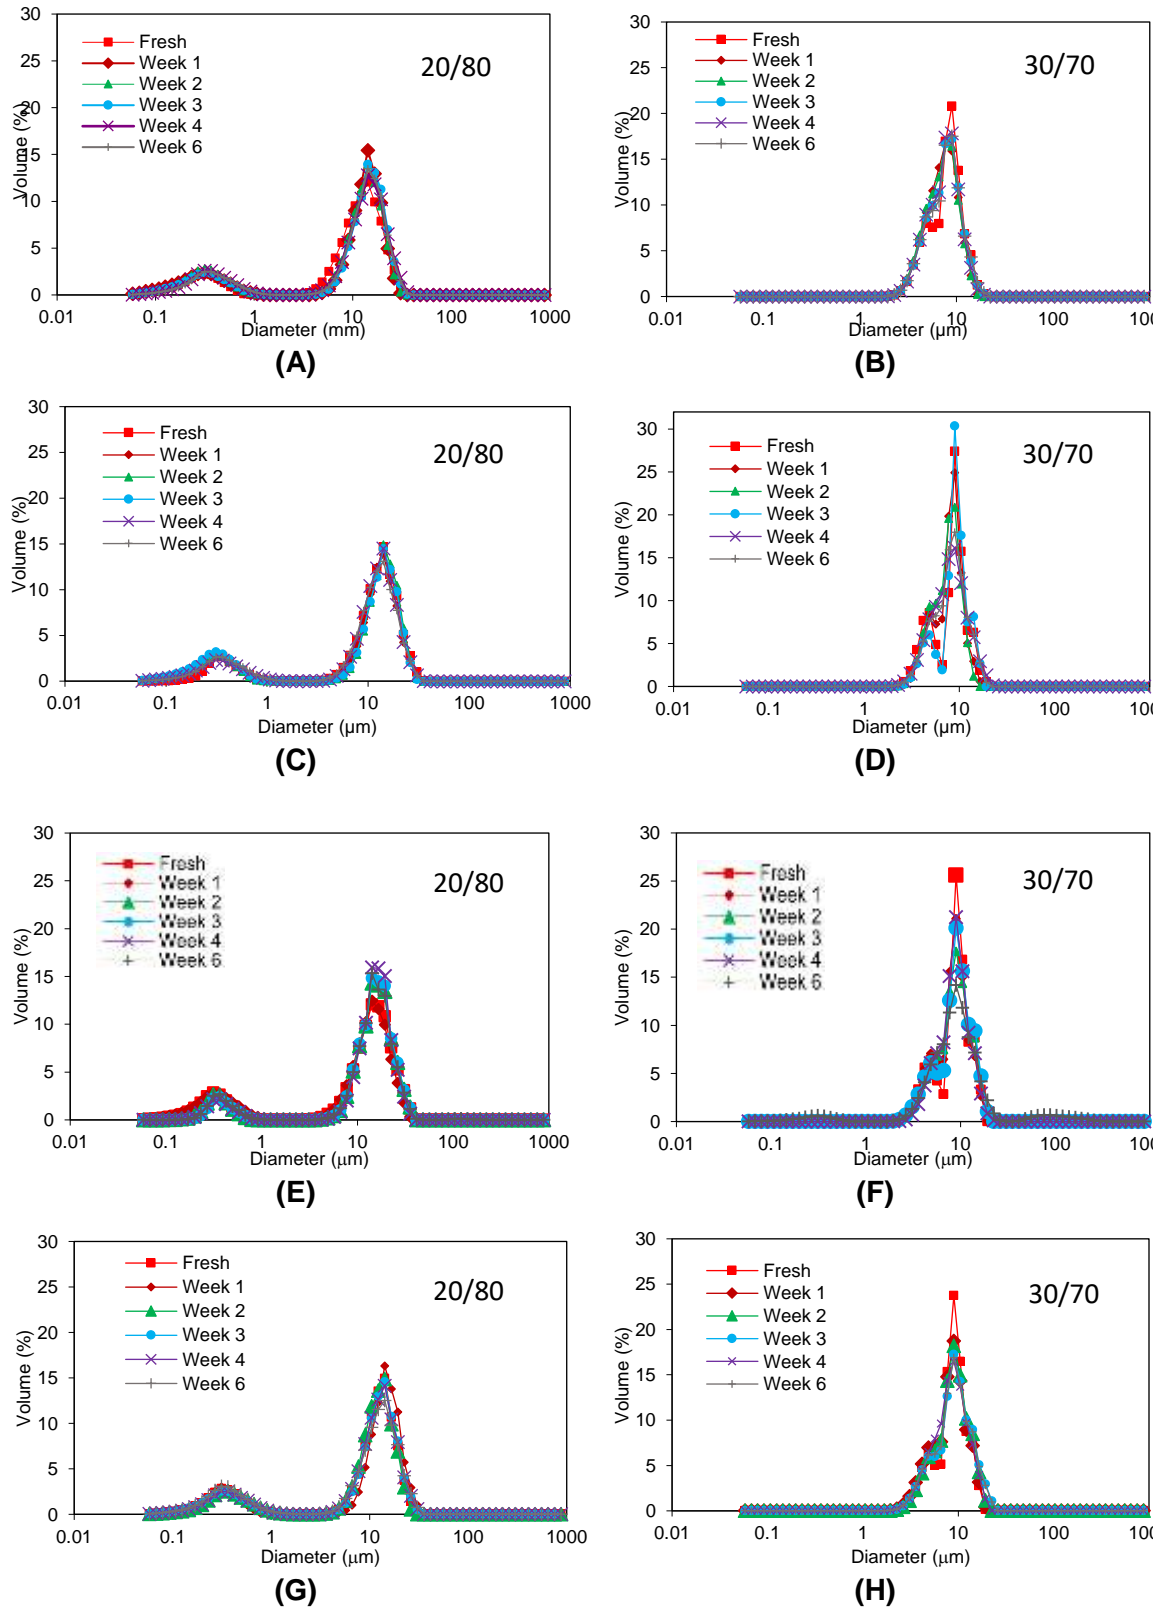 30
25
20
15
10
5
0
Volume (%)
Fresh
Week 1
Week 2
Week 3
Week 4
Week 6
20/80
0.01 0.1 1 10 100 1000
Diameter (mm)
(A)
30
25
20
15
10
5
0
Volume (%)
Fresh
Week 1
Week 2
Week 3
Week 4
Week 6
30/70
0.01 0.1 1 10 100 100
Diameter (µm)
(B)
30
25
20
15
10
5
0
Volume (%)
Fresh
Week 1
Week 2
Week 3
Week 4
Week 6
20/80
0.01 0.1 1 10 100 1000
Diameter (µm)
(C)
30
25
20
15
10
5
0
Volume (%)
Fresh
Week 1
Week 2
Week 3
Week 4
Week 6
30/70
0.01 0.1 1 10 100 100
Diameter (µm)
(D)
30
25
20
15
10
5
0
Volume (%)
Fresh
Week 1
Week 2
Week 3
Week 4
Week 6
20/80
0.01 0.1 1 10 100 1000
Diameter (µm)
(E)
30
25
20
15
10
5
0
Volume (%)
Fresh
Week 1
Week 2
Week 3
Week 4
Week 6
30/70
0.01 0.1 1 10 100 100
Diameter (µm)
(F)
30
25
20
15
10
5
0
Volume (%)
Fresh
Week 1
Week 2
Week 3
Week 4
Week 6
20/80
0.01 0.1 1 10 100 1000
Diameter (µm)
(G)
30
25
20
15
10
5
0
Volume (%)
Fresh
Week 1
Week 2
Week 3
Week 4
Week 6
30/70
0.01 0.1 1 10 100 100
Diameter (µm)
(H)